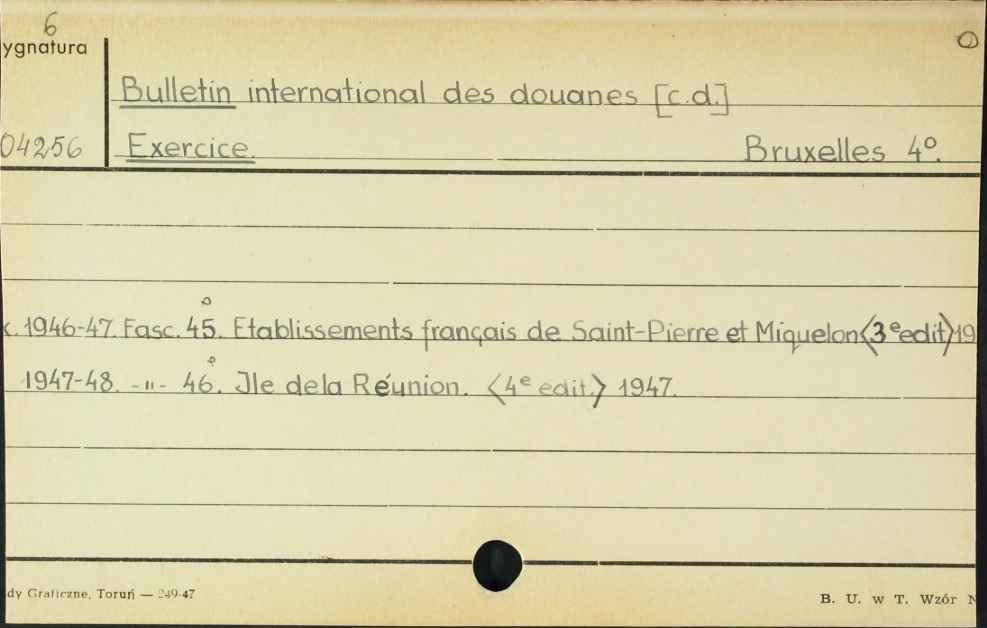 6
ygnatura
Bulletin international des douanes [c.d.]
04256 Exercice. Bruxelles 4º.
. 1946-47. Fasc. 45. Etablissements français de Saint-Pierre et Miquelon <3e edit> 19
1947-48. -"- 46. Ile de la Réunion. <4e edit.> 1947.
dy Graficzne, Toruń — 249-47
B. U. w T. Wzór N